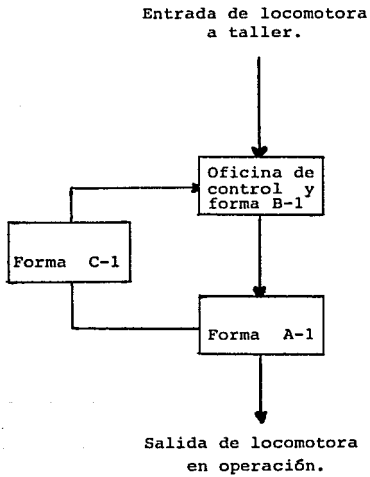 Entrada de locomotora
a taller.
Oficina de
control y
forma B-1
Forma C-1
Forma A-1
Salida de locomotora
en operación.